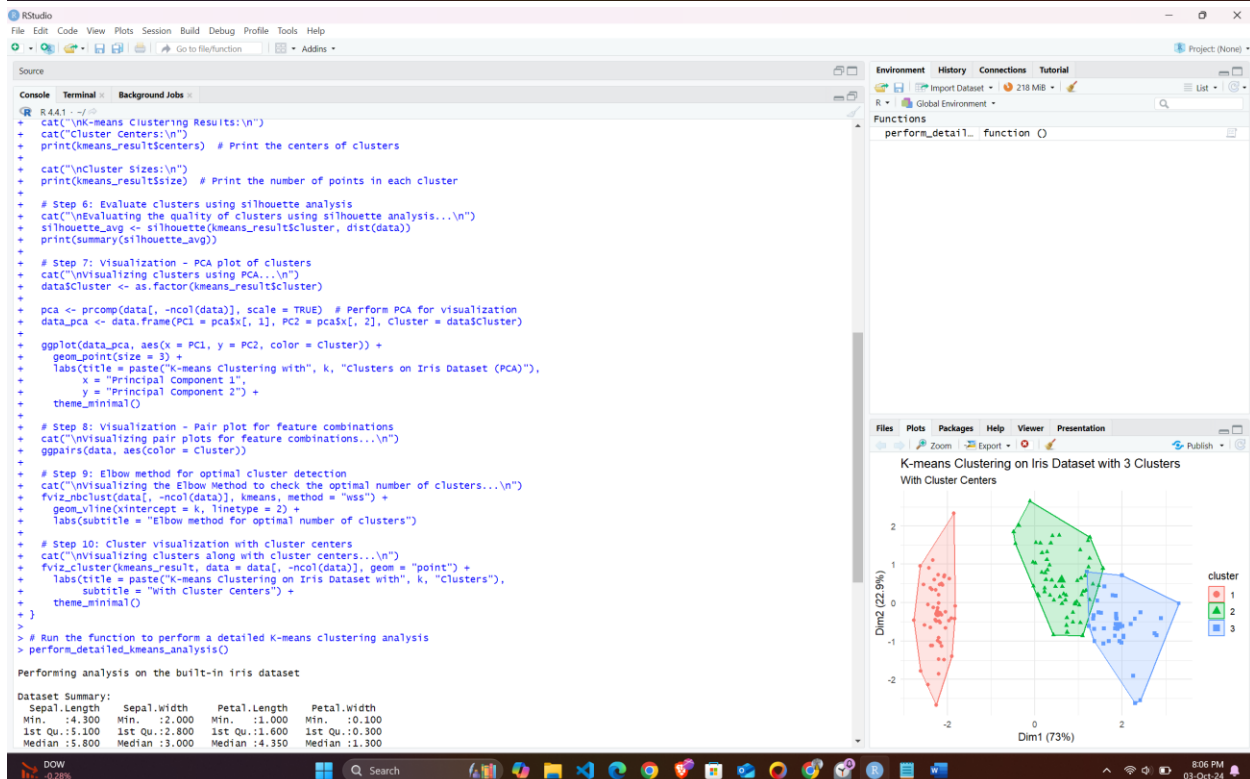 RStudio
File Edit Code View Plots Session Build Debug Profile Tools Help
Go to file/function Addins Project: (None)
Source
Console Terminal Background Jobs
R 4.4.1 · ~/
+   cat("\nK-means Clustering Results:\n")
+   cat("Cluster Centers:\n")
+   print(kmeans_result$centers)  # Print the centers of clusters
+
+   cat("\nCluster Sizes:\n")
+   print(kmeans_result$size)  # Print the number of points in each cluster
+
+   # Step 6: Evaluate clusters using silhouette analysis
+   cat("\nEvaluating the quality of clusters using silhouette analysis...\n")
+   silhouette_avg <- silhouette(kmeans_result$cluster, dist(data))
+   print(summary(silhouette_avg))
+
+   # Step 7: Visualization - PCA plot of clusters
+   cat("\nVisualizing clusters using PCA...\n")
+   data$Cluster <- as.factor(kmeans_result$cluster)
+
+   pca <- prcomp(data[, -ncol(data)], scale = TRUE)  # Perform PCA for visualization
+   data_pca <- data.frame(PC1 = pca$x[, 1], PC2 = pca$x[, 2], Cluster = data$Cluster)
+
+   ggplot(data_pca, aes(x = PC1, y = PC2, color = Cluster)) +
+     geom_point(size = 3) +
+     labs(title = paste("K-means Clustering with", k, "Clusters on Iris Dataset (PCA)"),
+          x = "Principal Component 1",
+          y = "Principal Component 2") +
+     theme_minimal()
+
+   # Step 8: Visualization - Pair plot for feature combinations
+   cat("\nVisualizing pair plots for feature combinations...\n")
+   ggpairs(data, aes(color = Cluster))
+
+   # Step 9: Elbow method for optimal cluster detection
+   cat("\nVisualizing the Elbow Method to check the optimal number of clusters...\n")
+   fviz_nbclust(data[, -ncol(data)], kmeans, method = "wss") +
+     geom_vline(xintercept = k, linetype = 2) +
+     labs(subtitle = "Elbow method for optimal number of clusters")
+
+   # Step 10: Cluster visualization with cluster centers
+   cat("\nVisualizing clusters along with cluster centers...\n")
+   fviz_cluster(kmeans_result, data = data[, -ncol(data)], geom = "point") +
+     labs(title = paste("K-means Clustering on Iris Dataset with", k, "Clusters"),
+          subtitle = "With Cluster Centers") +
+     theme_minimal()
+ }
>
> # Run the function to perform a detailed K-means clustering analysis
> perform_detailed_kmeans_analysis()

Performing analysis on the built-in iris dataset

Dataset Summary:
  Sepal.Length    Sepal.Width     Petal.Length    Petal.Width
 Min.   :4.300   Min.   :2.000   Min.   :1.000   Min.   :0.100
 1st Qu.:5.100   1st Qu.:2.800   1st Qu.:1.600   1st Qu.:0.300
 Median :5.800   Median :3.000   Median :4.350   Median :1.300
Environment History Connections Tutorial
Import Dataset 218 MiB List
R Global Environment
Functions
perform_detail… function ()
Files Plots Packages Help Viewer Presentation
Zoom Export Publish
K-means Clustering on Iris Dataset with 3 Clusters
With Cluster Centers
2
1
0
-1
-2
Dim2 (22.9%)
-2 0 2
Dim1 (73%)
cluster
1
2
3
DOW
-0.28%
Search
8:06 PM
03-Oct-24